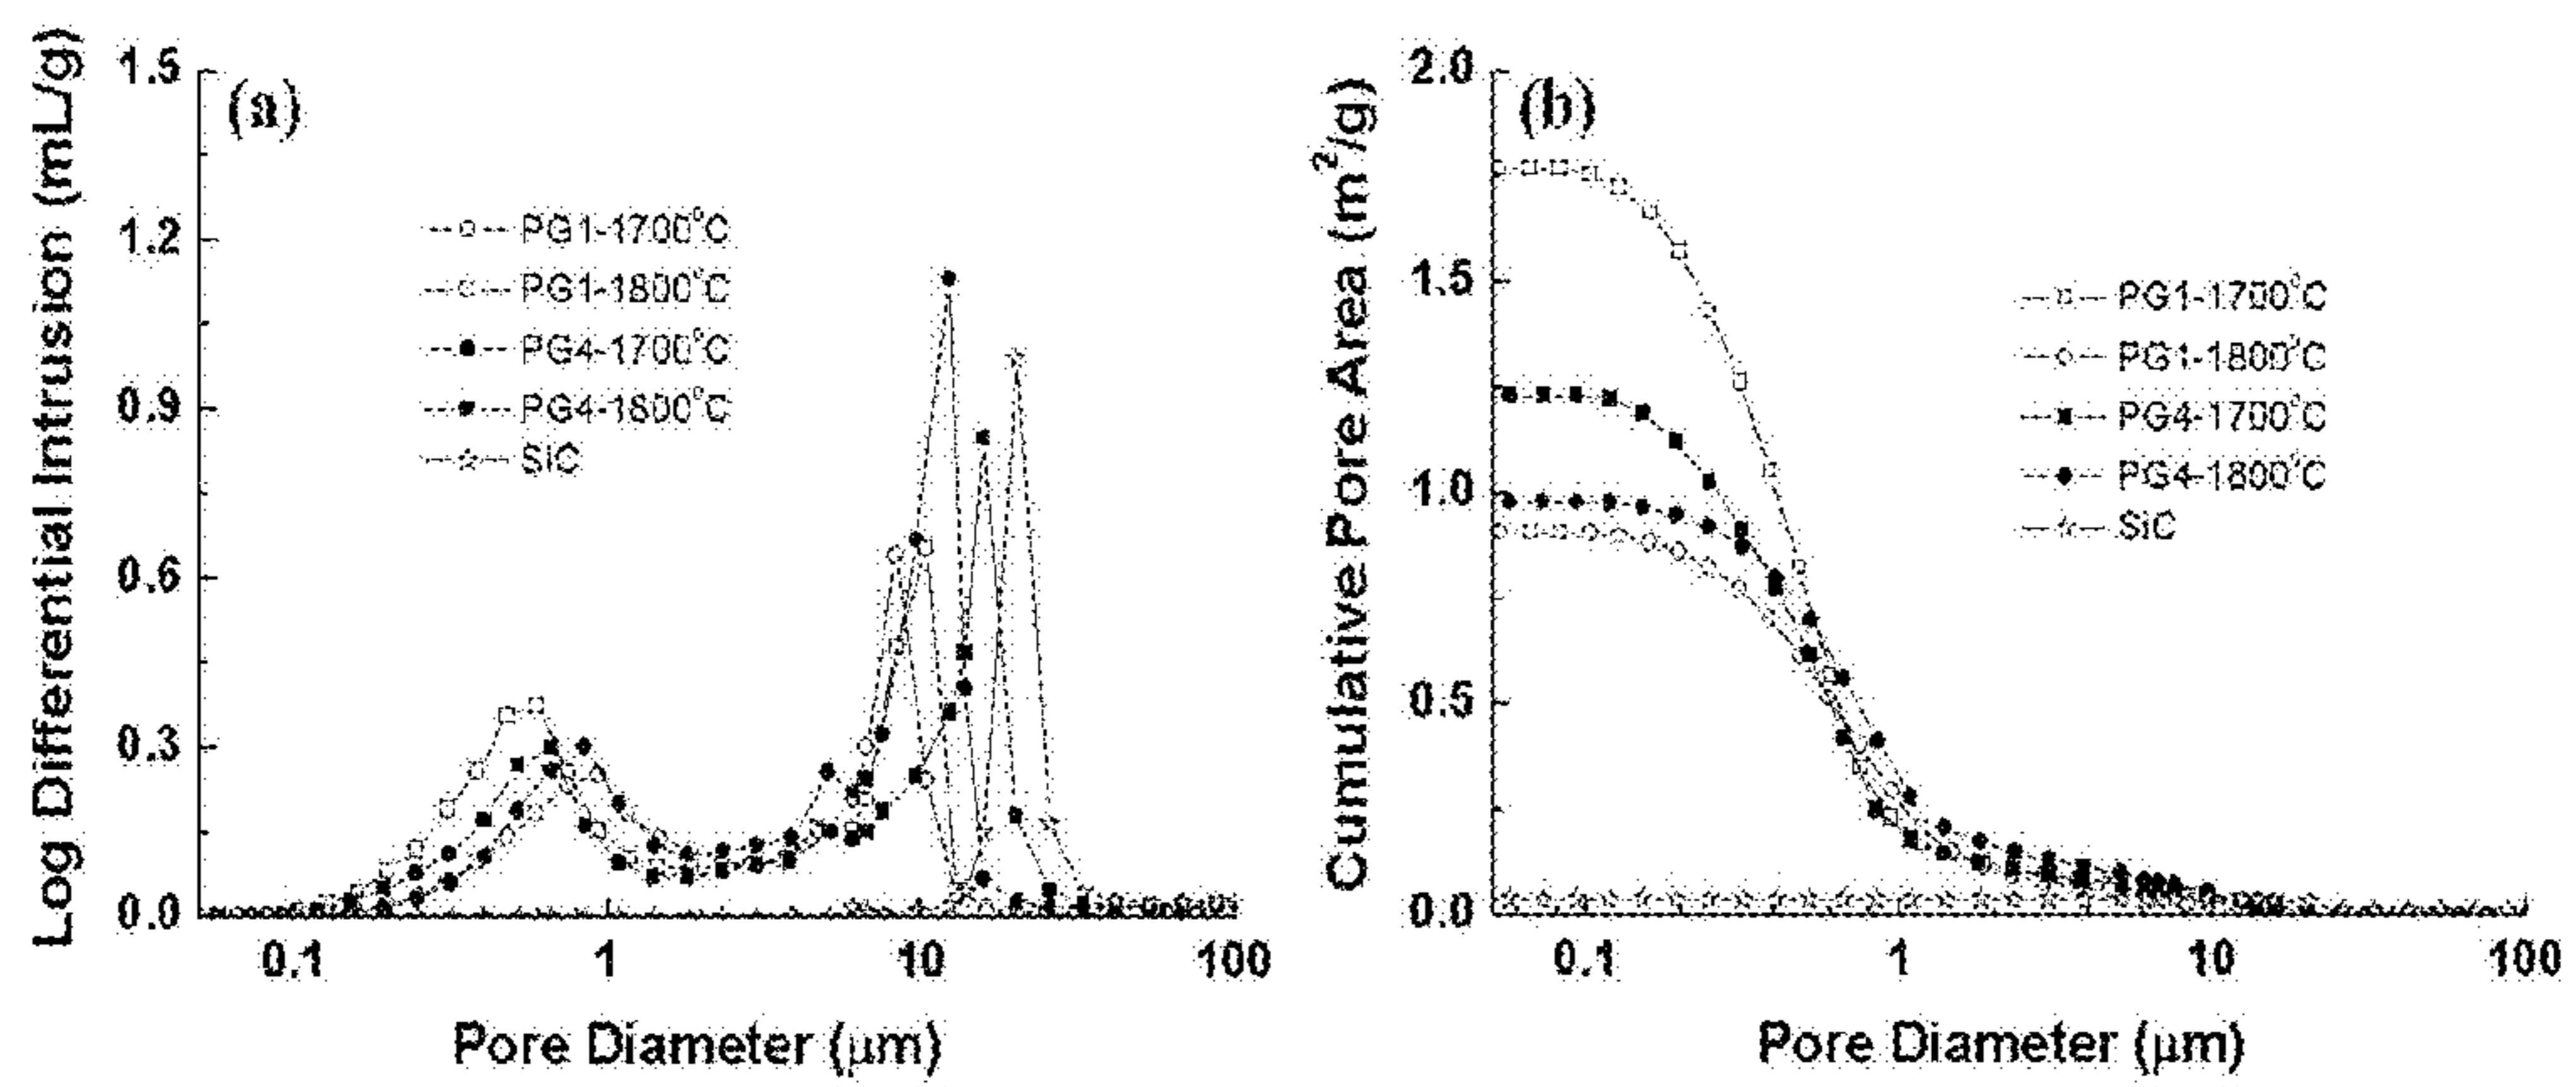 Log Differential Intrusion (mL/g)
1.5
1.2
0.9
0.6
0.3
0.0
(a)
PG1-1700°C
PG1-1800°C
PG4-1700°C
PG4-1800°C
SiC
0.1 1 10 100
Pore Diameter (μm)
Cumulative Pore Area (m²/g)
2.0
1.5
1.0
0.5
0.0
(b)
PG1-1700°C
PG1-1800°C
PG4-1700°C
PG4-1800°C
SiC
0.1 1 10 100
Pore Diameter (μm)